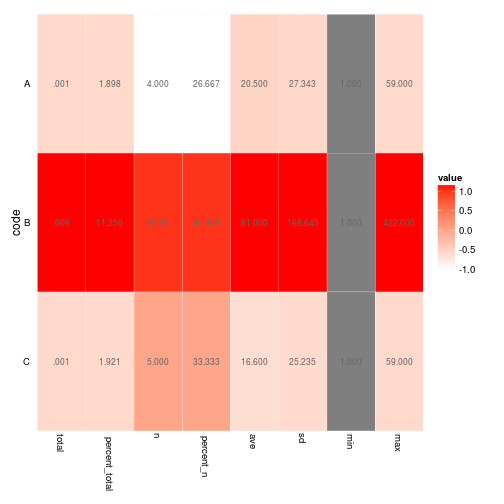 A .001 1.898 4.000 26.667 20.500 27.343 1.000 59.000
code
B .006 11.250 81.000 168.645 1.000 422.000
C .001 1.921 5.000 33.333 16.600 25.235 1.000 59.000
total percent_total n percent_n ave sd min max
value
1.0
0.5
0.0
-0.5
-1.0